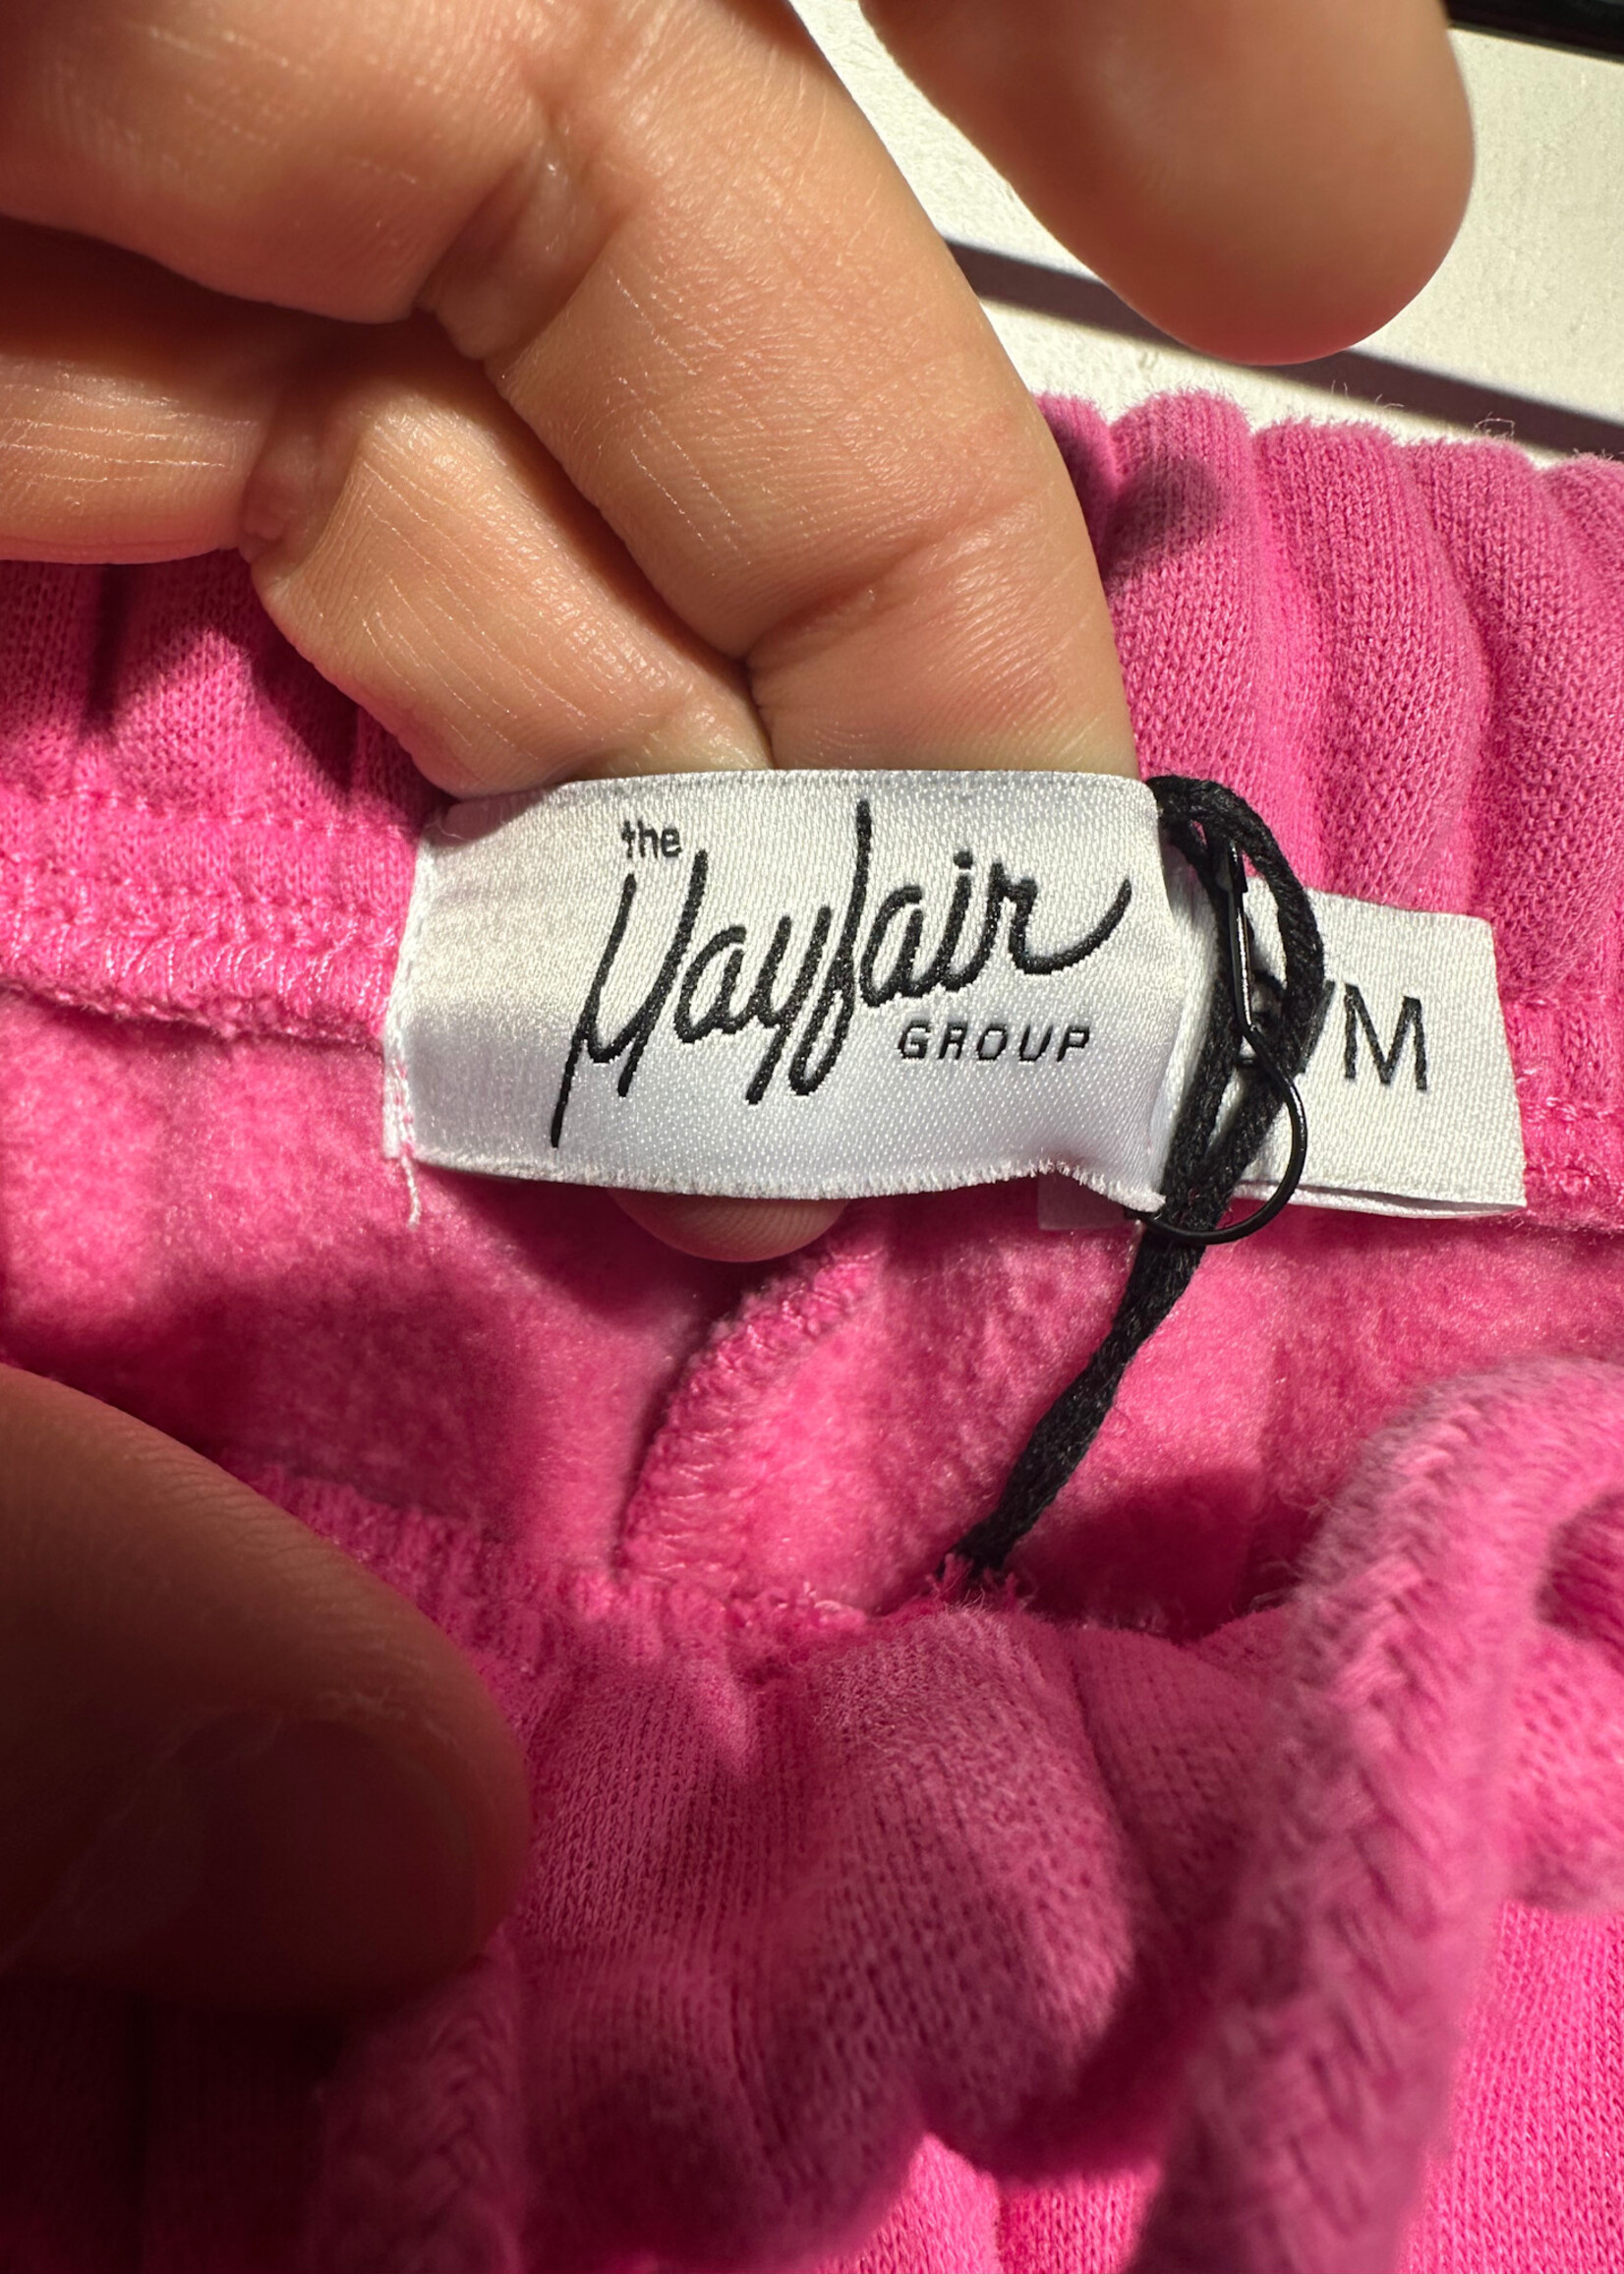 the
Mayfair
GROUP
/M